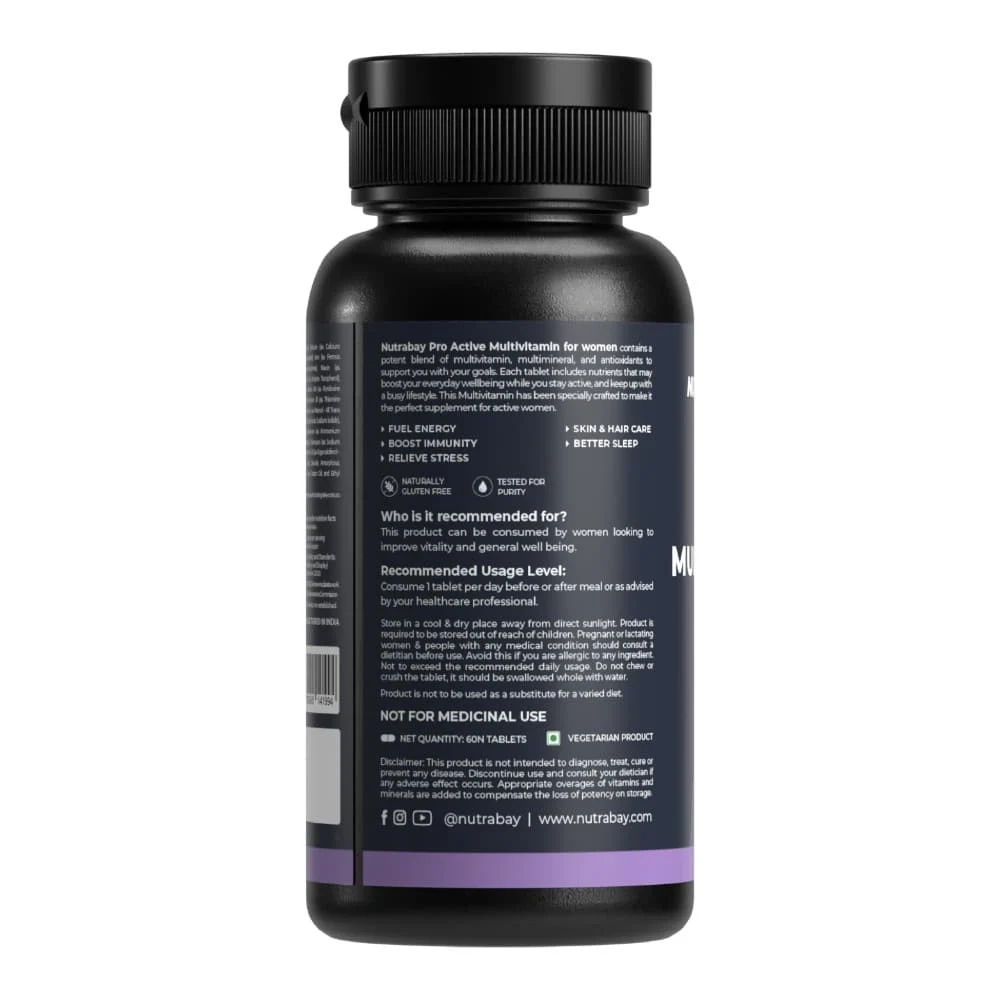 Nutrabay Pro Active Multivitamin for women contains a
potent blend of multivitamin, multimineral, and antioxidants to
support you with your goals. Each tablet includes nutrients that may
boost your everyday wellbeing while you stay active, and keep up with
a busy lifestyle. This Multivitamin has been specially crafted to make it
the perfect supplement for active women.
FUEL ENERGY
BOOST IMMUNITY
RELIEVE STRESS
SKIN & HAIR CARE
BETTER SLEEP
NATURALLY
GLUTEN FREE
TESTED FOR
PURITY
Who is it recommended for?
This product can be consumed by women looking to
improve vitality and general well being.
Recommended Usage Level:
Consume 1 tablet per day before or after meal or as advised
by your healthcare professional.
Store in a cool & dry place away from direct sunlight. Product is
required to be stored out of reach of children. Pregnant or lactating
women & people with any medical condition should consult a
dietitian before use. Avoid this if you are allergic to any ingredient.
Not to exceed the recommended daily usage. Do not chew or
crush the tablet, it should be swallowed whole with water.
Product is not to be used as a substitute for a varied diet.
NOT FOR MEDICINAL USE
NET QUANTITY: 60N TABLETS
VEGETARIAN PRODUCT
Disclaimer: This product is not intended to diagnose, treat, cure or
prevent any disease. Discontinue use and consult your dietician if
any adverse effect occurs. Appropriate overages of vitamins and
minerals are added to compensate the loss of potency on storage.
@nutrabay | www.nutrabay.com
MU
141994